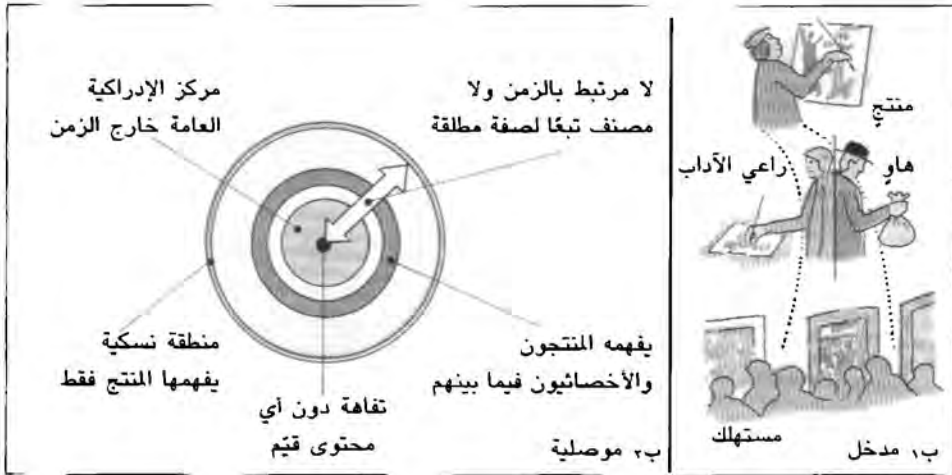 منتج
هاوٍ
راعي الآداب
مستهلك
ب١ مدخل
لا مرتبط بالزمن ولا
مصنف تبعًا لصفة مطلقة
مركز الإدراكية
العامة خارج الزمن
يفهمه المنتجون
والأخصائيون فيما بينهم
منطقة نسكية
يفهمها المنتج فقط
تفاهة دون أي
محتوى قيّم
ب٢ موصلية